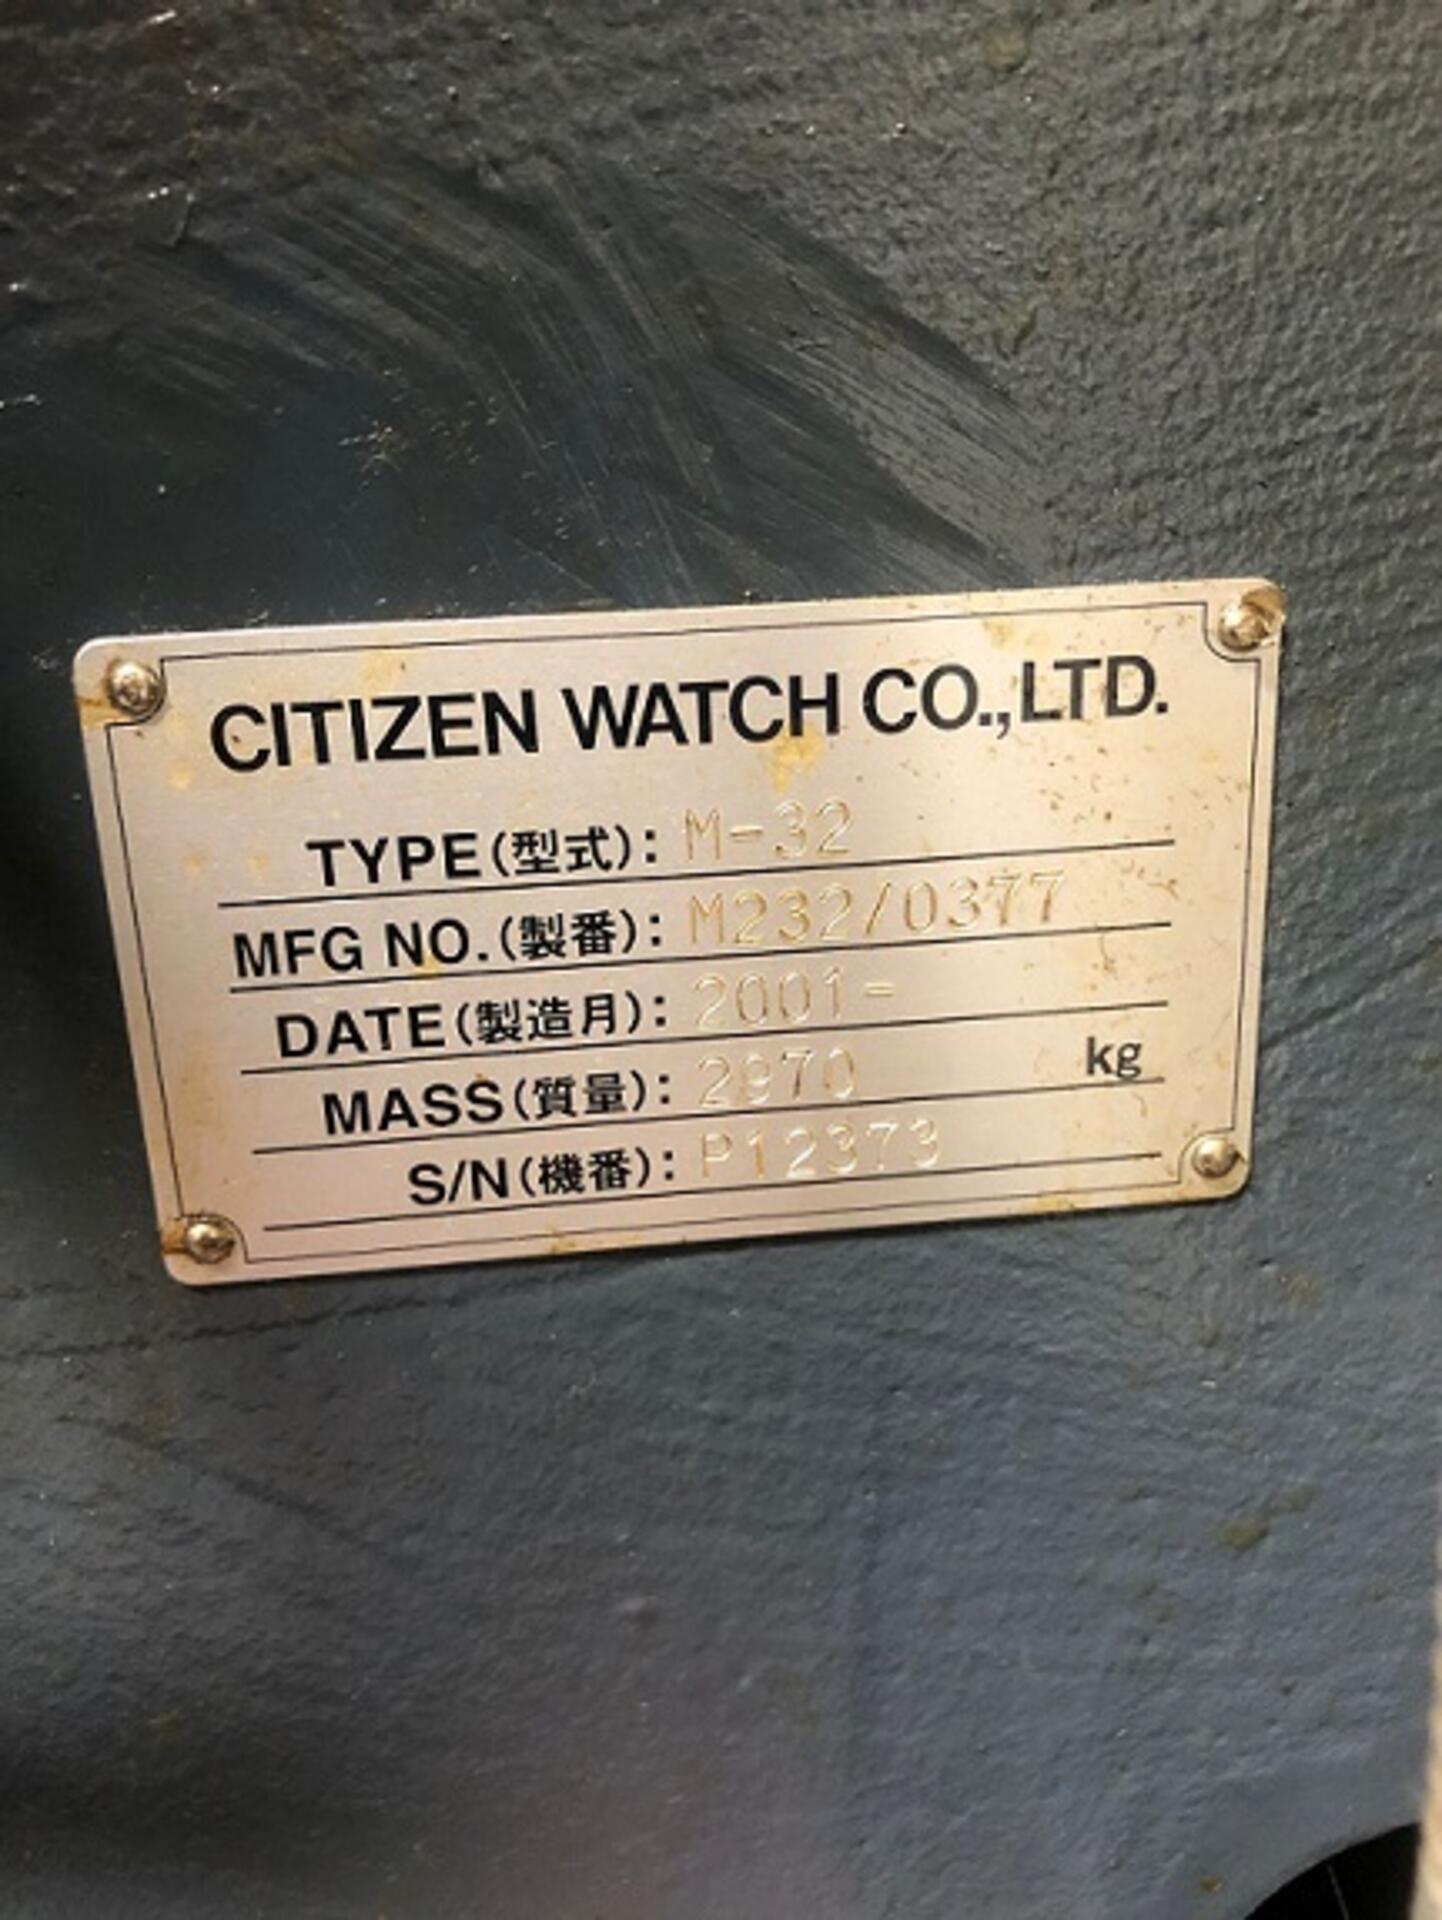 CITIZEN WATCH CO., LTD.
TYPE(型式): M-32
MFG NO.(製番): M232/0377
DATE(製造月): 2001-
MASS(質量): 2970 kg
S/N(機番): P12373